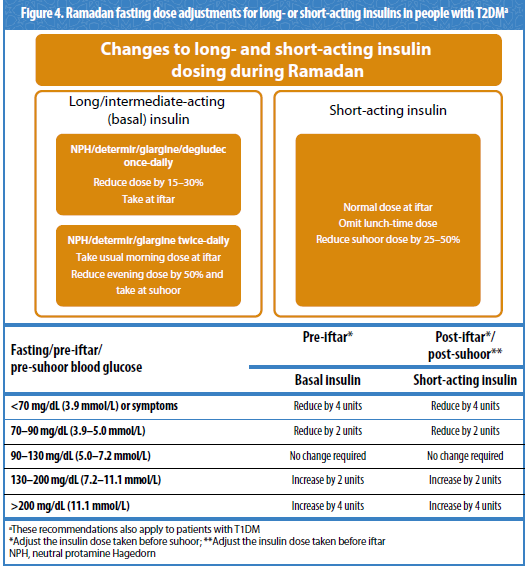 Figure 4. Ramadan fasting dose adjustments for long- or short-acting insulins in people with T2DMª
Changes to long- and short-acting insulin
dosing during Ramadan
Long/intermediate-acting
(basal) insulin
NPH/determir/glargine/degludec
once-daily
Reduce dose by 15–30%
Take at iftar
NPH/determir/glargine twice-daily
Take usual morning dose at iftar
Reduce evening dose by 50% and
take at suhoor
Short-acting insulin
Normal dose at iftar
Omit lunch-time dose
Reduce suhoor dose by 25–50%
Fasting/pre-iftar/
pre-suhoor blood glucose
Pre-iftar*
Post-iftar*/
post-suhoor**
Basal insulin
Short-acting insulin
<70 mg/dL (3.9 mmol/L) or symptoms Reduce by 4 units Reduce by 4 units
70–90 mg/dL (3.9–5.0 mmol/L) Reduce by 2 units Reduce by 2 units
90–130 mg/dL (5.0–7.2 mmol/L) No change required No change required
130–200 mg/dL (7.2–11.1 mmol/L) Increase by 2 units Increase by 2 units
>200 mg/dL (11.1 mmol/L) Increase by 4 units Increase by 4 units
ªThese recommendations also apply to patients with T1DM
*Adjust the insulin dose taken before suhoor; **Adjust the insulin dose taken before iftar
NPH, neutral protamine Hagedorn